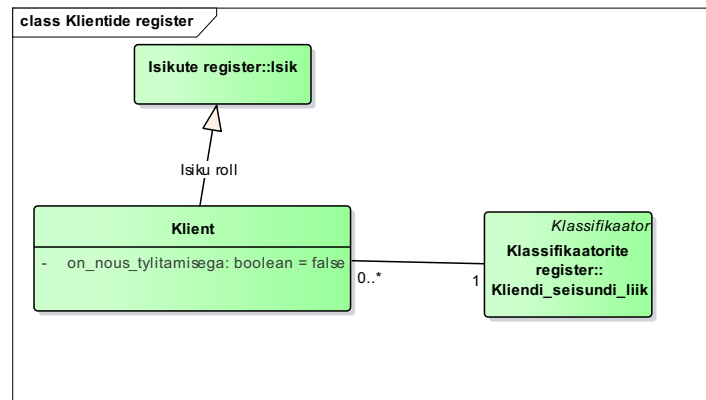 class Klientide register
Isikute register::Isik
Isiku roll
Klient
- on_nous_tylitamisega: boolean = false
0..*
1
Klassifikaator
Klassifikaatorite
register::
Kliendi_seisundi_liik